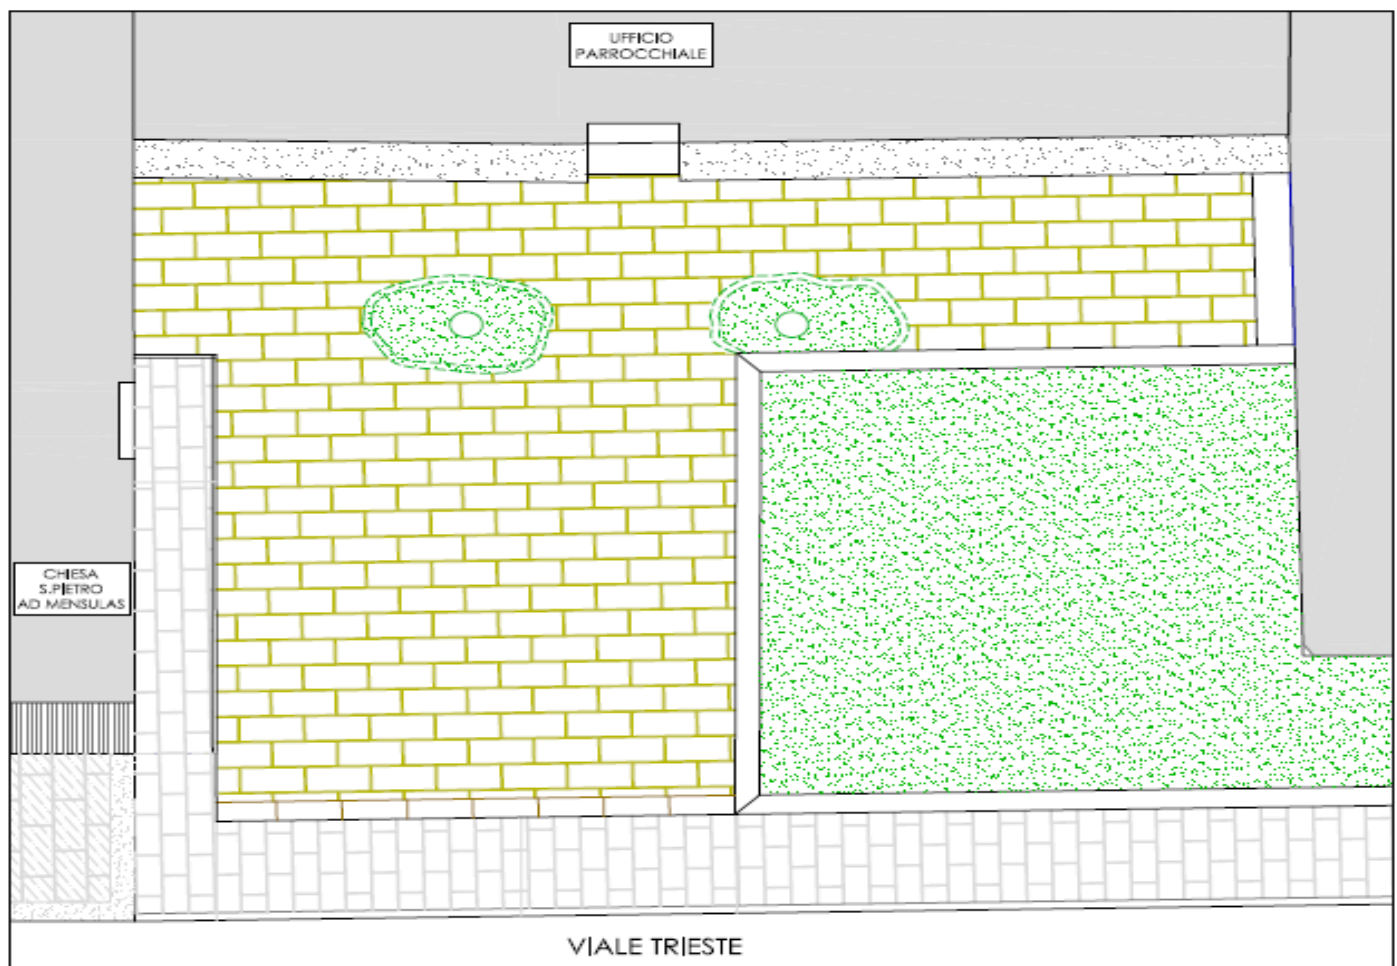 UFFICIO
PARROCCHIALE
CHIESA
S.PIETRO
AD MENSULAS
VIALE TRIESTE